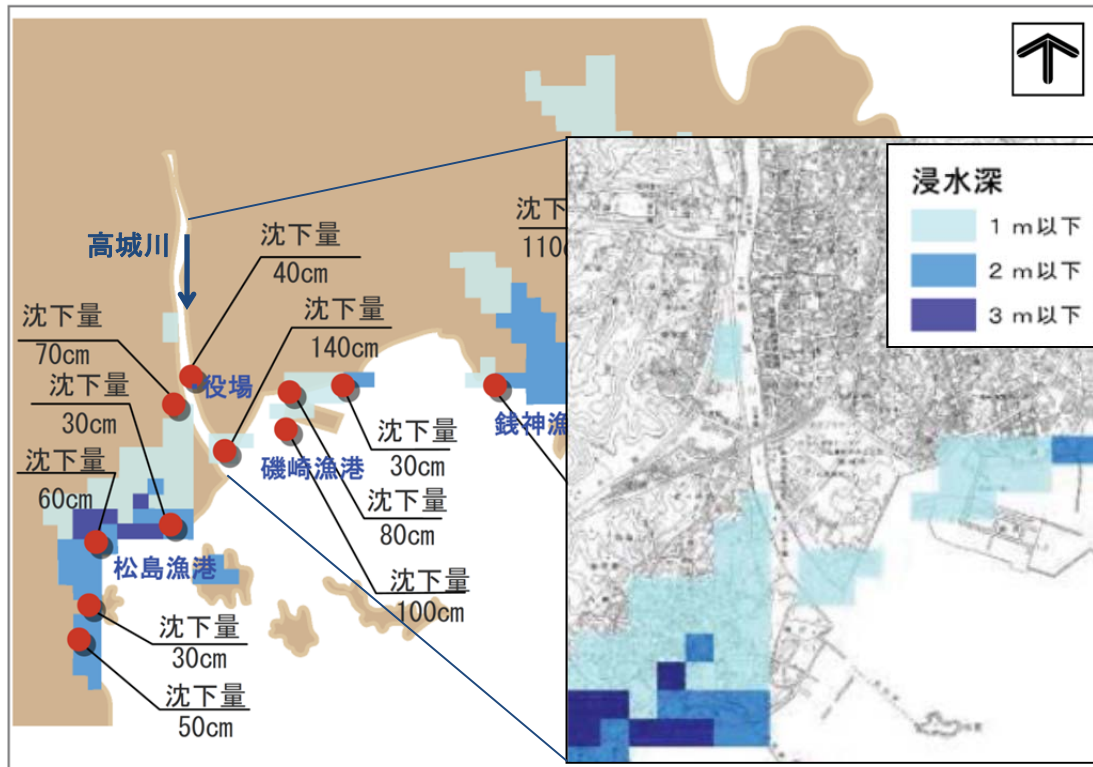 高城川
沈下量
40cm
沈下
110
沈下量
70cm
沈下量
140cm
役場
沈下量
30cm
銭神漁
磯崎漁港
沈下量
30cm
沈下量
60cm
沈下量
80cm
松島漁港
沈下量
100cm
沈下量
30cm
沈下量
50cm
浸水深
1 m以下
2 m以下
3 m以下